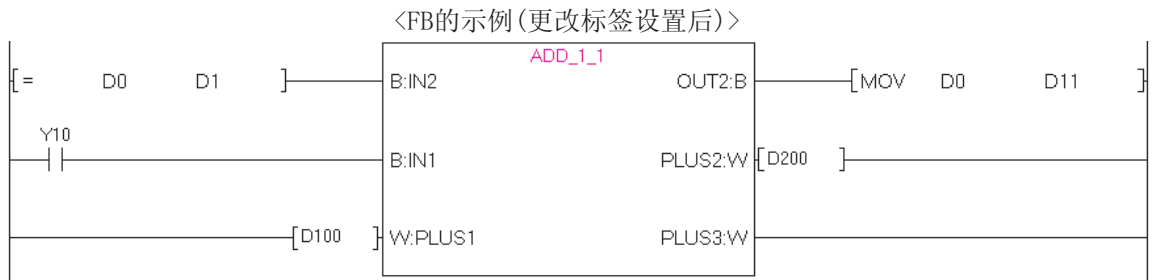 <FB的示例(更改标签设置后)>
ADD_1_1
[= D0 D1 ] B:IN2 OUT2:B [MOV D0 D11 ]
Y10
B:IN1 PLUS2:W [D200 ]
[D100 ] W:PLUS1 PLUS3:W